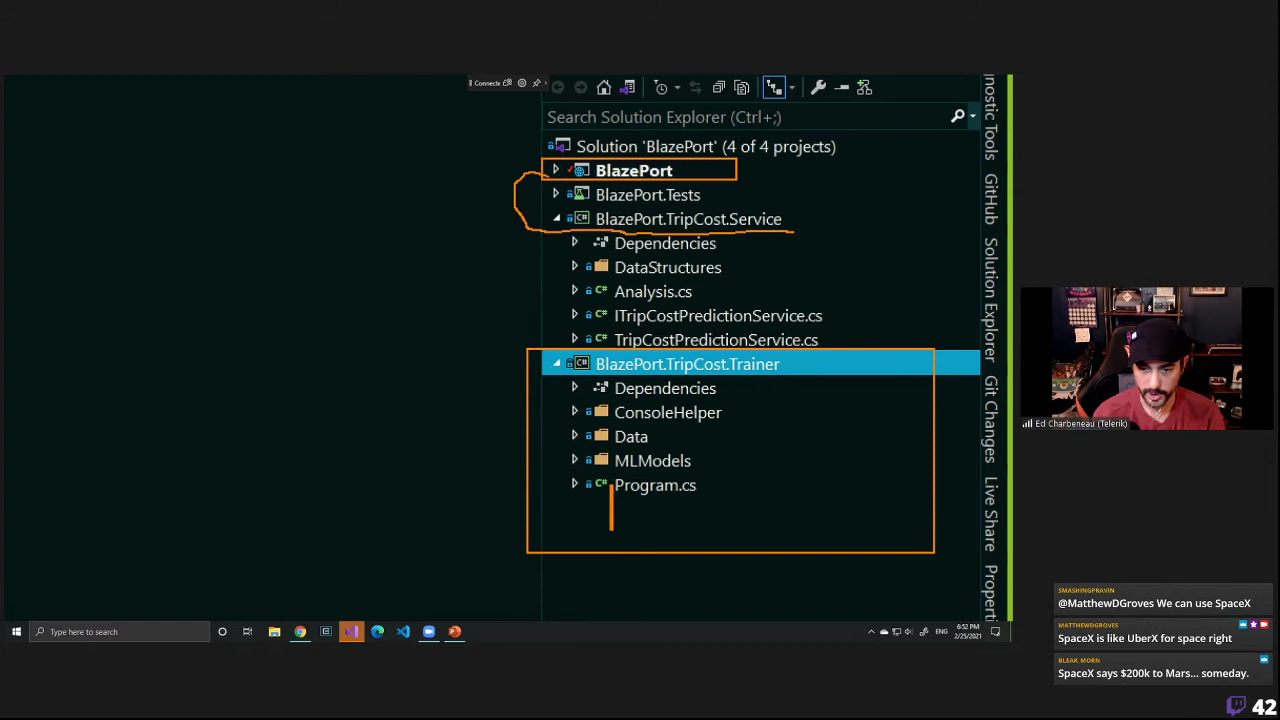 Connecte
Search Solution Explorer (Ctrl+;)
Solution 'BlazePort' (4 of 4 projects)
BlazePort
BlazePort.Tests
BlazePort.TripCost.Service
Dependencies
DataStructures
C# Analysis.cs
C# ITripCostPredictionService.cs
C# TripCostPredictionService.cs
C# BlazePort.TripCost.Trainer
Dependencies
ConsoleHelper
Data
MLModels
C# Program.cs
nostic Tools
GitHub
Solution Explorer
Git Changes
Live Share
Propert
Ed Charbeneau (Telerik)
SMASHINGPRAVIN
@MatthewDGroves We can use SpaceX
MATTHEWDGROVES
SpaceX is like UberX for space right
BLEAK_MORN
SpaceX says $200k to Mars... someday.
Type here to search
ENG
6:52 PM
2/25/2021
42